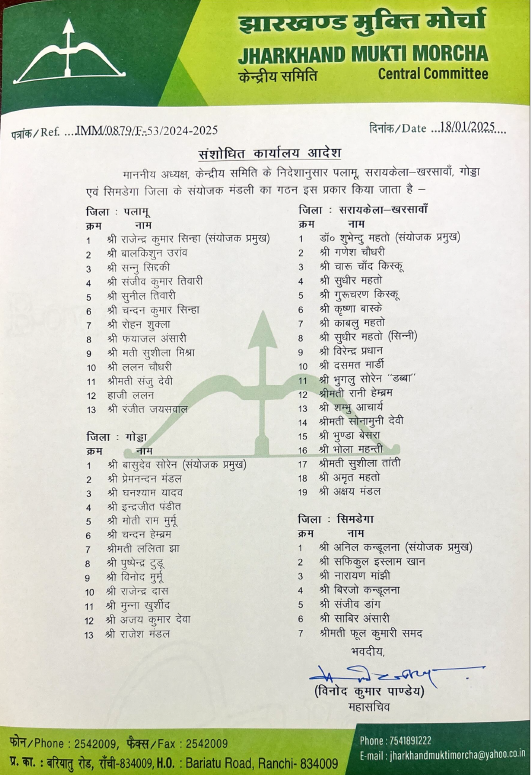 झारखण्ड मुक्ति मोर्चा
JHARKHAND MUKTI MORCHA
केन्द्रीय समिति Central Committee
पत्रांक/Ref. ...JMM/0879/F-53/2024-2025
दिनांक/Date ...18/01/2025......
संशोधित कार्यालय आदेश
माननीय अध्यक्ष, केन्द्रीय समिति के निदेशानुसार पलामू, सरायकेला-खरसावाँ, गोड्डा
एवं सिमडेगा जिला के संयोजक मंडली का गठन इस प्रकार किया जाता है –
जिला : पलामू
क्रम नाम
1 श्री राजेन्द्र कुमार सिन्हा (संयोजक प्रमुख)
2 श्री बालकिशुन उरांव
3 श्री सन्नु सिद्दकी
4 श्री संजीव कुमार तिवारी
5 श्री सुनील तिवारी
6 श्री चन्दन कुमार सिन्हा
7 श्री रोहन शुक्ला
8 श्री फयाजल अंसारी
9 श्री मती सुशीला मिश्रा
10 श्री ललन चौधरी
11 श्रीमती संजु देवी
12 हाजी ललन
13 श्री रंजीत जयसवाल
जिला : गोड्डा
क्रम नाम
1 श्री बासुदेव सोरेन (संयोजक प्रमुख)
2 श्री प्रेमनन्दन मंडल
3 श्री घनश्याम यादव
4 श्री इन्द्रजीत पंडीत
5 श्री गोती राम मुर्मू
6 श्री चन्दन हेम्ब्रम
7 श्रीमती ललिता झा
8 श्री पुष्पेन्द्र टुडू
9 श्री विनोद मुर्मू
10 श्री राजेन्द्र दास
11 श्री मुन्ना खुर्शीद
12 श्री अजय कुमार देवा
13 श्री राजेश मंडल
जिला : सरायकेला-खरसावाँ
क्रम नाम
1 डॉ० शुभेन्दु महतो (संयोजक प्रमुख)
2 श्री गणेश चौधरी
3 श्री चारू चाँद किस्कू
4 श्री सुधीर महतो
5 श्री गुरूचरण किस्कू
6 श्री कृष्णा बास्के
7 श्री काबलु महतो
8 श्री सुधीर महतो (सिन्नी)
9 श्री विरेन्द्र प्रधान
10 श्री दसमत मार्डी
11 श्री भुगलु सोरेन "डब्बा"
12 श्रीमती रानी हेम्ब्रम
13 श्री शम्भु आचार्य
14 श्रीमती सोनामुनी देवी
15 श्री भुण्डा बेसरा
16 श्री भोला महन्ती
17 श्रीमती सुशीला तांती
18 श्री अमृत महतो
19 श्री अक्षय मंडल
जिला : सिमडेगा
क्रम नाम
1 श्री अनिल कन्डूलना (संयोजक प्रमुख)
2 श्री सफिकुल इस्लाम खान
3 श्री नारायण मांझी
4 श्री बिरजो कन्डूलना
5 श्री संजीव डांग
6 श्री साबिर अंसारी
7 श्रीमती फूल कुमारी समद
भवदीय,
(विनोद कुमार पाण्डेय)
महासचिव
फोन/Phone : 2542009, फैक्स/Fax : 2542009
प्र. का. : बरियातु रोड, राँची-834009, H.O. : Bariatu Road, Ranchi- 834009
Phone : 7541891222
E-mail : jharkhandmuktimorcha@yahoo.co.in